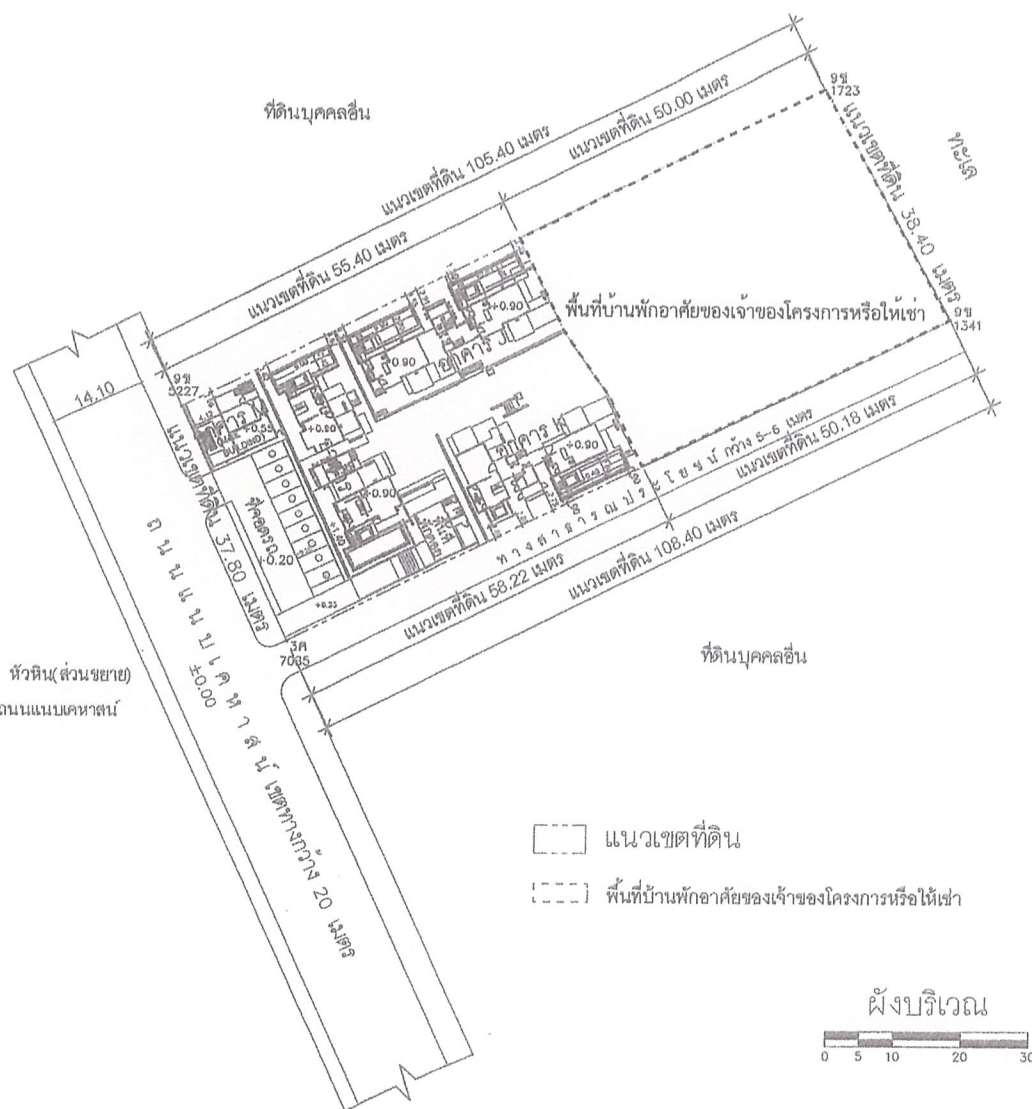 ที่ดินบุคคลอื่น
แนวเขตที่ดิน 105.40 เมตร
แนวเขตที่ดิน 50.00 เมตร
แนวเขตที่ดิน 55.40 เมตร
9ข
1723
แนวเขตที่ดิน 38.40 เมตร
ทะเล
9ข
1341
พื้นที่บ้านพักอาศัยของเจ้าของโครงการหรือให้เช่า
14.10
9ข
5227
+0.55
+0.90
+0.90
+0.90
อาคาร
+0.90
อาคาร
+0.90
แนวเขตที่ดิน 37.80 เมตร
ที่จอดรถ
+0.20
+1.40
ทางสาธารณประโยชน์ กว้าง 5-6 เมตร
แนวเขตที่ดิน 50.18 เมตร
แนวเขตที่ดิน 58.22 เมตร
แนวเขตที่ดิน 108.40 เมตร
3ค
7035
ที่ดินบุคคลอื่น
หัวหิน(ส่วนขยาย)
ถนนแนบเคหาสน์
ถนนแนบเคหาสน์ เขตทางกว้าง 20 เมตร
±0.00
แนวเขตที่ดิน
พื้นที่บ้านพักอาศัยของเจ้าของโครงการหรือให้เช่า
ผังบริเวณ
0 5 10 20 30